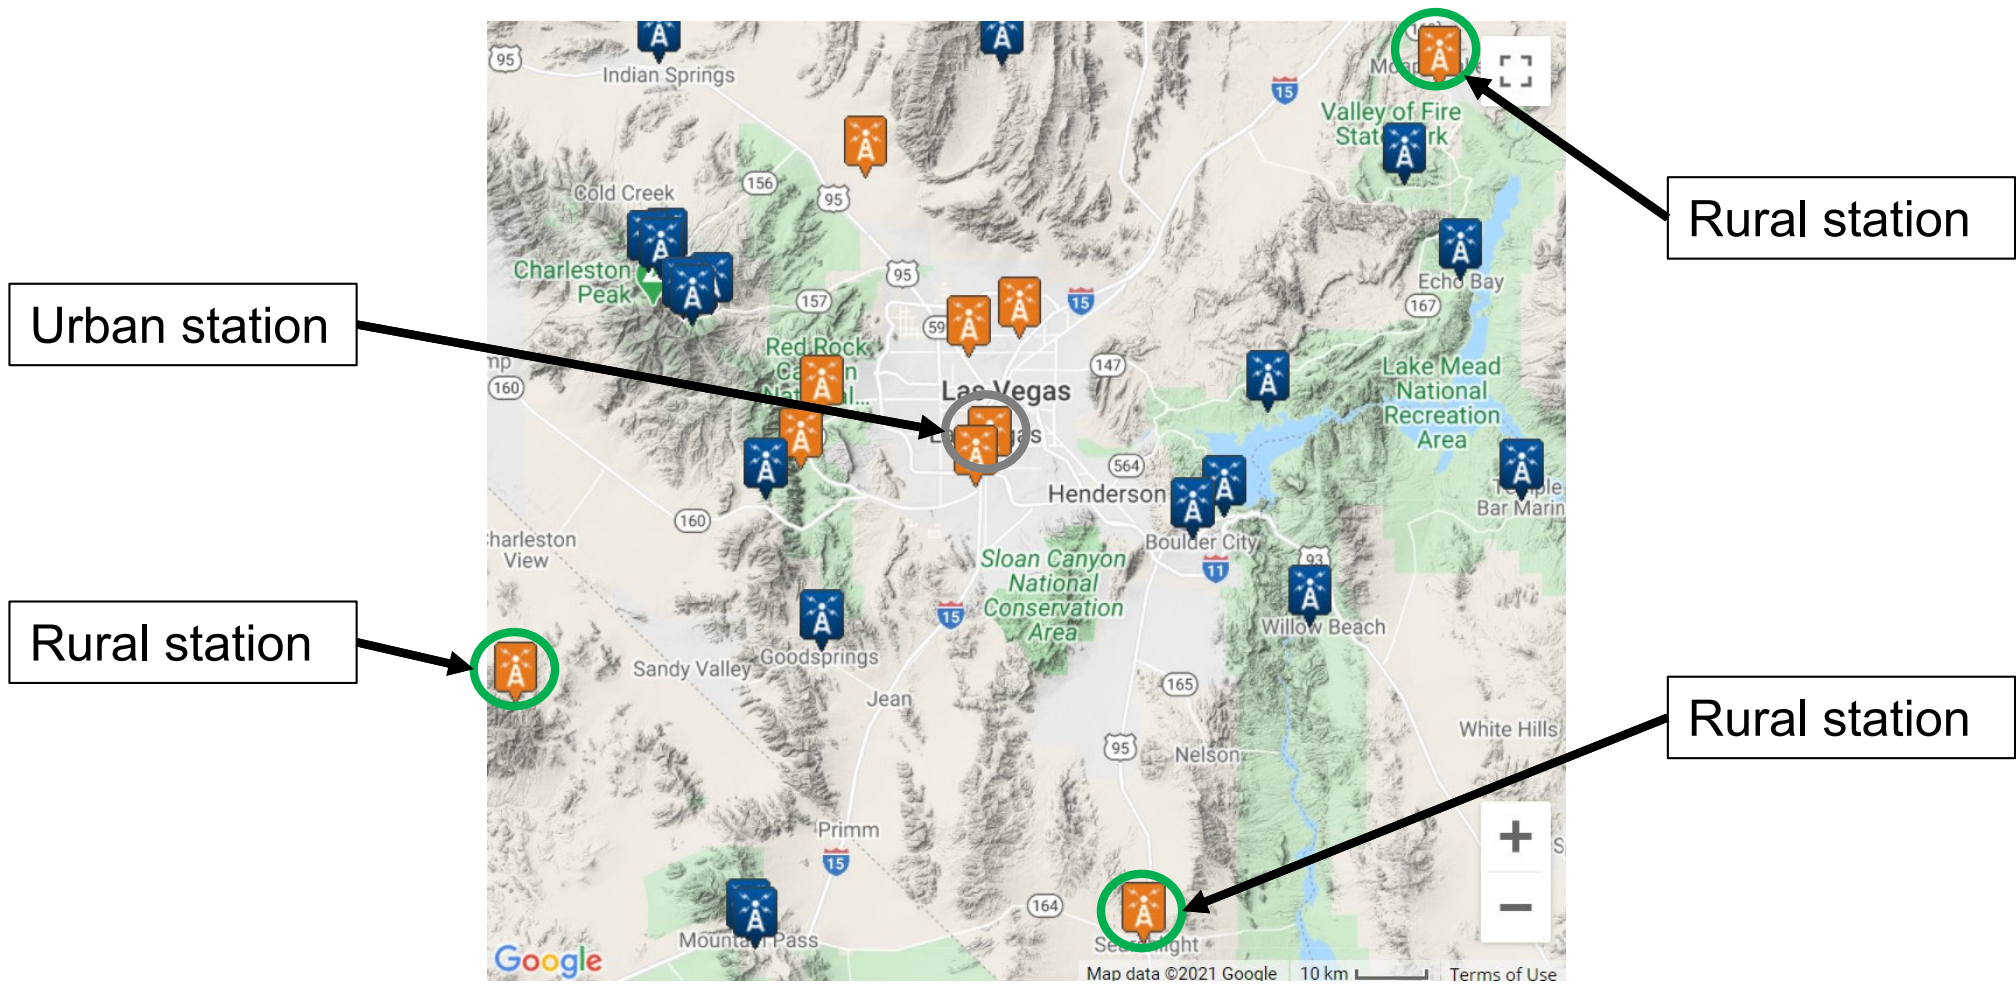 95
Indian Springs
15
Valley of Fire
Cold Creek
156
95
Rural station
Charleston
Peak
95
157
15
Echo Bay
167
Urban station
Red Rock
147
160
Las Vegas
Lake Mead
National
Recreation
Area
564
Henderson
160
Bar Marin
View
Boulder City
93
11
Sloan Canyon
National
Conservation
Area
15
Willow Beach
Rural station
Sandy Valley
Goodsprings
Jean
165
Rural station
White Hills
95
Nelson
Primm
15
164
Mountain Pass
Searchlight
Google
Map data ©2021 Google
10 km
Terms of Use